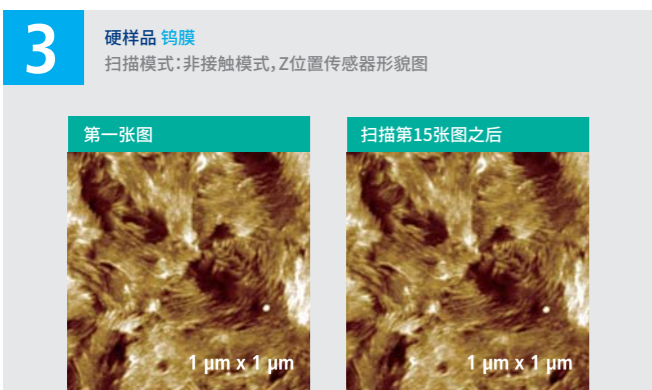 3
硬样品 钨膜
扫描模式：非接触模式，Z位置传感器形貌图
第一张图
扫描第15张图之后
1 µm x 1 µm
1 µm x 1 µm